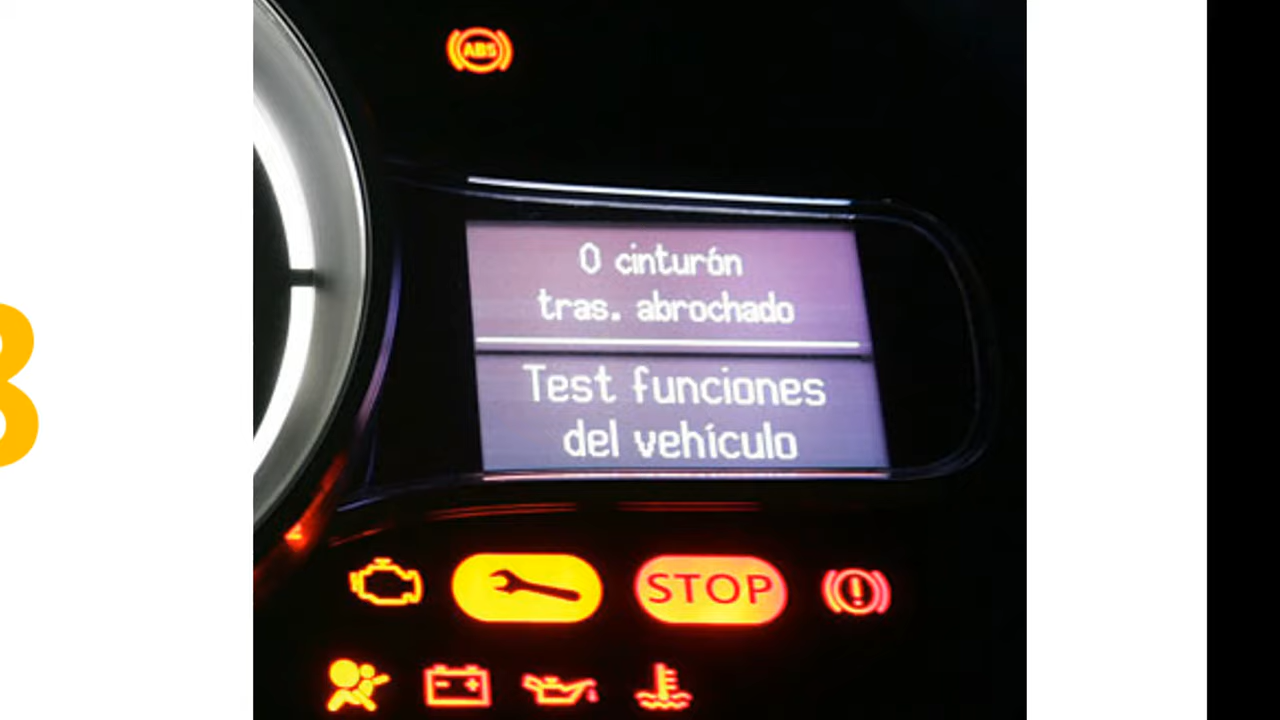 ABS
0 cinturón
tras. abrochado
Test funciones
del vehículo
STOP